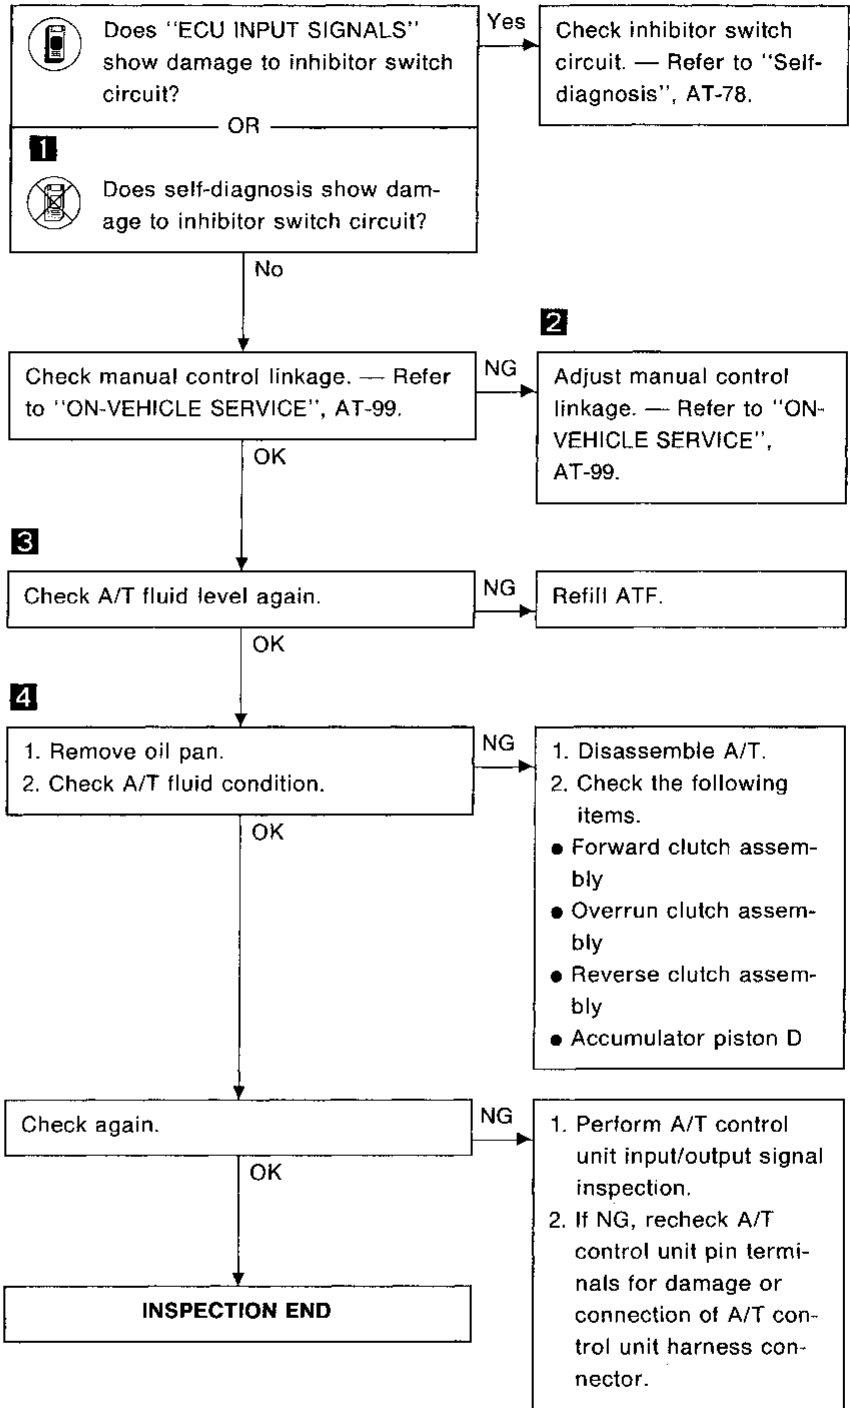 Does "ECU INPUT SIGNALS"
show damage to inhibitor switch
circuit?
Yes
Check inhibitor switch
circuit. — Refer to "Self-
diagnosis", AT-78.
OR
1
Does self-diagnosis show dam-
age to inhibitor switch circuit?
No
2
Check manual control linkage. — Refer
to "ON-VEHICLE SERVICE", AT-99.
NG
Adjust manual control
linkage. — Refer to "ON-
VEHICLE SERVICE",
AT-99.
OK
3
Check A/T fluid level again.
NG
Refill ATF.
OK
4
1. Remove oil pan.
2. Check A/T fluid condition.
NG
1. Disassemble A/T.
2. Check the following
items.
● Forward clutch assem-
bly
● Overrun clutch assem-
bly
● Reverse clutch assem-
bly
● Accumulator piston D
OK
Check again.
NG
1. Perform A/T control
unit input/output signal
inspection.
2. If NG, recheck A/T
control unit pin termi-
nals for damage or
connection of A/T con-
trol unit harness con-
nector.
OK
INSPECTION END